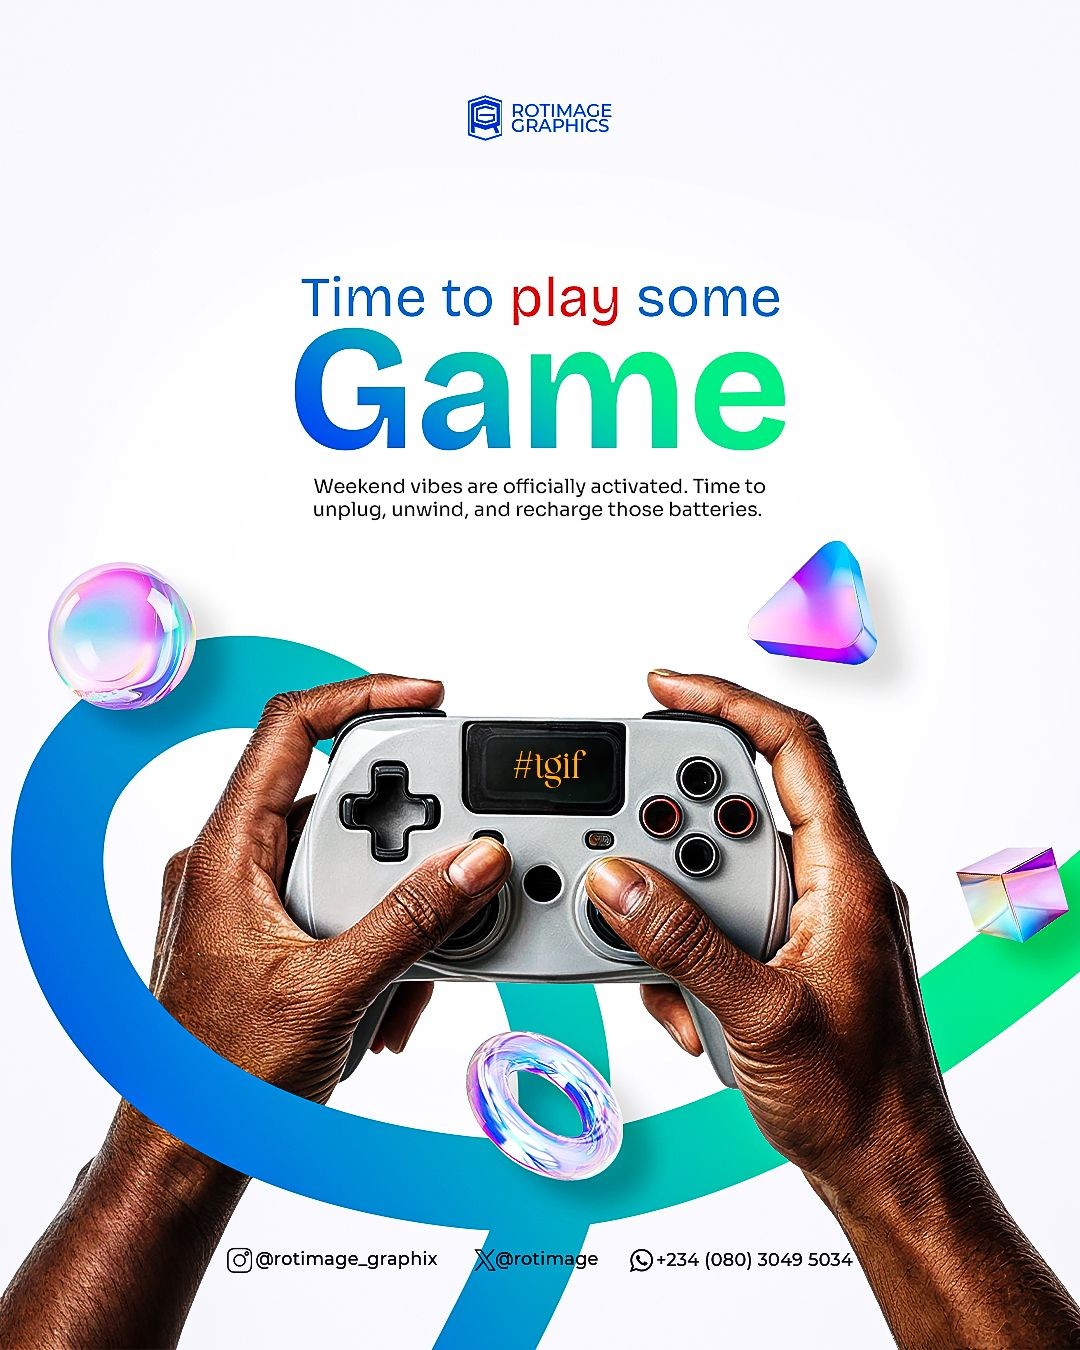 ROTIMAGE
GRAPHICS
Time to play some
Game
Weekend vibes are officially activated. Time to
unplug, unwind, and recharge those batteries.
#tgif
@rotimage_graphix @rotimage +234 (080) 3049 5034